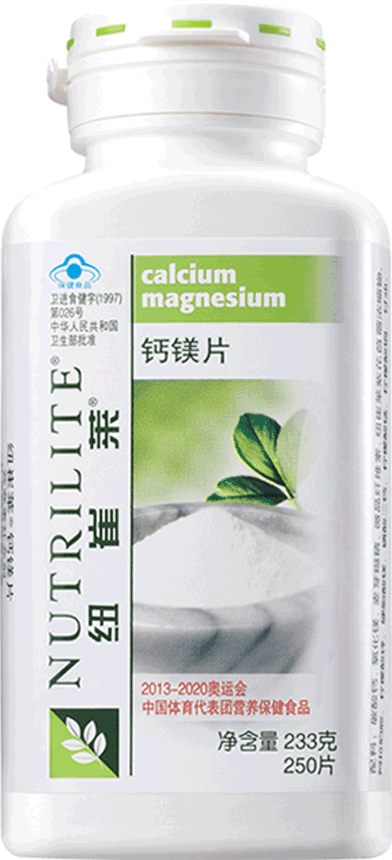 保健食品
卫进食健字(1997)
第026号
中华人民共和国
卫生部批准
calcium
magnesium
钙镁片
NUTRILITE®
纽崔莱®
2013-2020奥运会
中国体育代表团营养保健食品
净含量 233克
250片